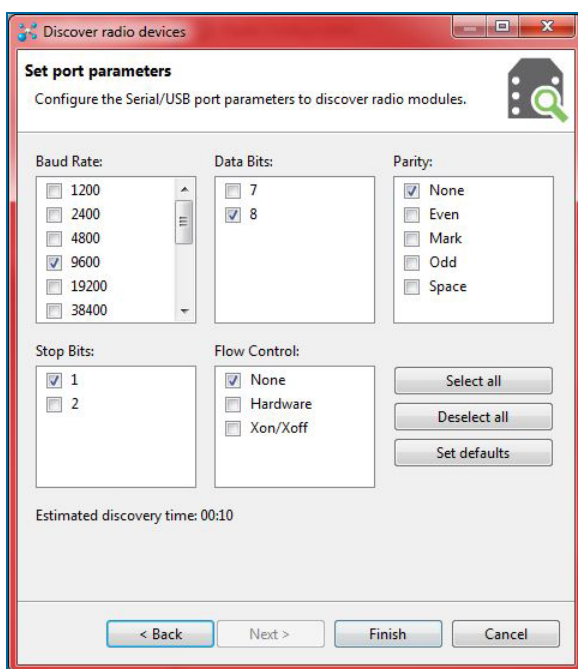 Discover radio devices
Set port parameters
Configure the Serial/USB port parameters to discover radio modules.
Baud Rate:
1200
2400
4800
9600
19200
38400
Data Bits:
7
8
Parity:
None
Even
Mark
Odd
Space
Stop Bits:
1
2
Flow Control:
None
Hardware
Xon/Xoff
Select all
Deselect all
Set defaults
Estimated discovery time: 00:10
< Back
Next >
Finish
Cancel